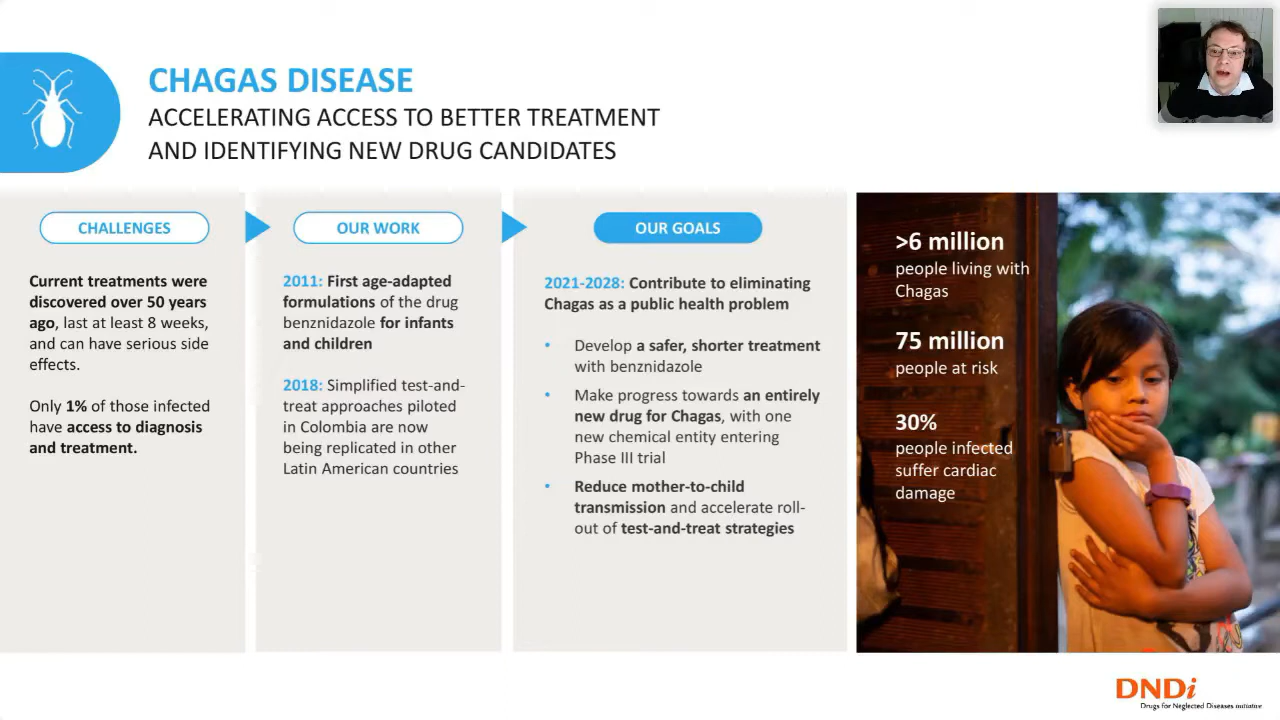 CHAGAS DISEASE
ACCELERATING ACCESS TO BETTER TREATMENT
AND IDENTIFYING NEW DRUG CANDIDATES
CHALLENGES
Current treatments were
discovered over 50 years
ago, last at least 8 weeks,
and can have serious side
effects.
Only 1% of those infected
have access to diagnosis
and treatment.
OUR WORK
2011: First age-adapted
formulations of the drug
benznidazole for infants
and children
2018: Simplified test-and-
treat approaches piloted
in Colombia are now
being replicated in other
Latin American countries
OUR GOALS
2021-2028: Contribute to eliminating
Chagas as a public health problem
• Develop a safer, shorter treatment
with benznidazole
• Make progress towards an entirely
new drug for Chagas, with one
new chemical entity entering
Phase III trial
• Reduce mother-to-child
transmission and accelerate roll-
out of test-and-treat strategies
>6 million
people living with
Chagas
75 million
people at risk
30%
people infected
suffer cardiac
damage
DNDi
Drugs for Neglected Diseases initiative